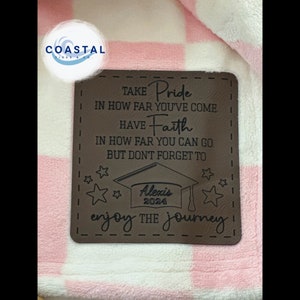 COASTAL
TAKE Pride
IN HOW FAR YOU'VE COME
HAVE Faith
IN HOW FAR YOU CAN GO
BUT DON'T FORGET TO
Alexis
2024
enjoy THE Journey